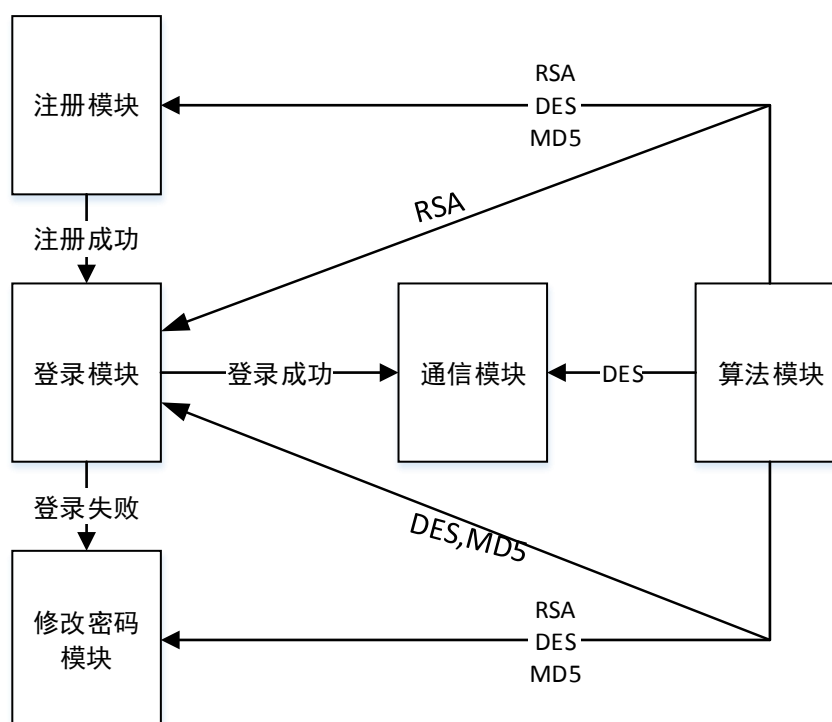 RSA
注册模块
DES
MD5
RSA
注册成功
登录模块
登录成功
通信模块
DES
算法模块
登录失败
DES,MD5
修改密码
模块
RSA
DES
MD5